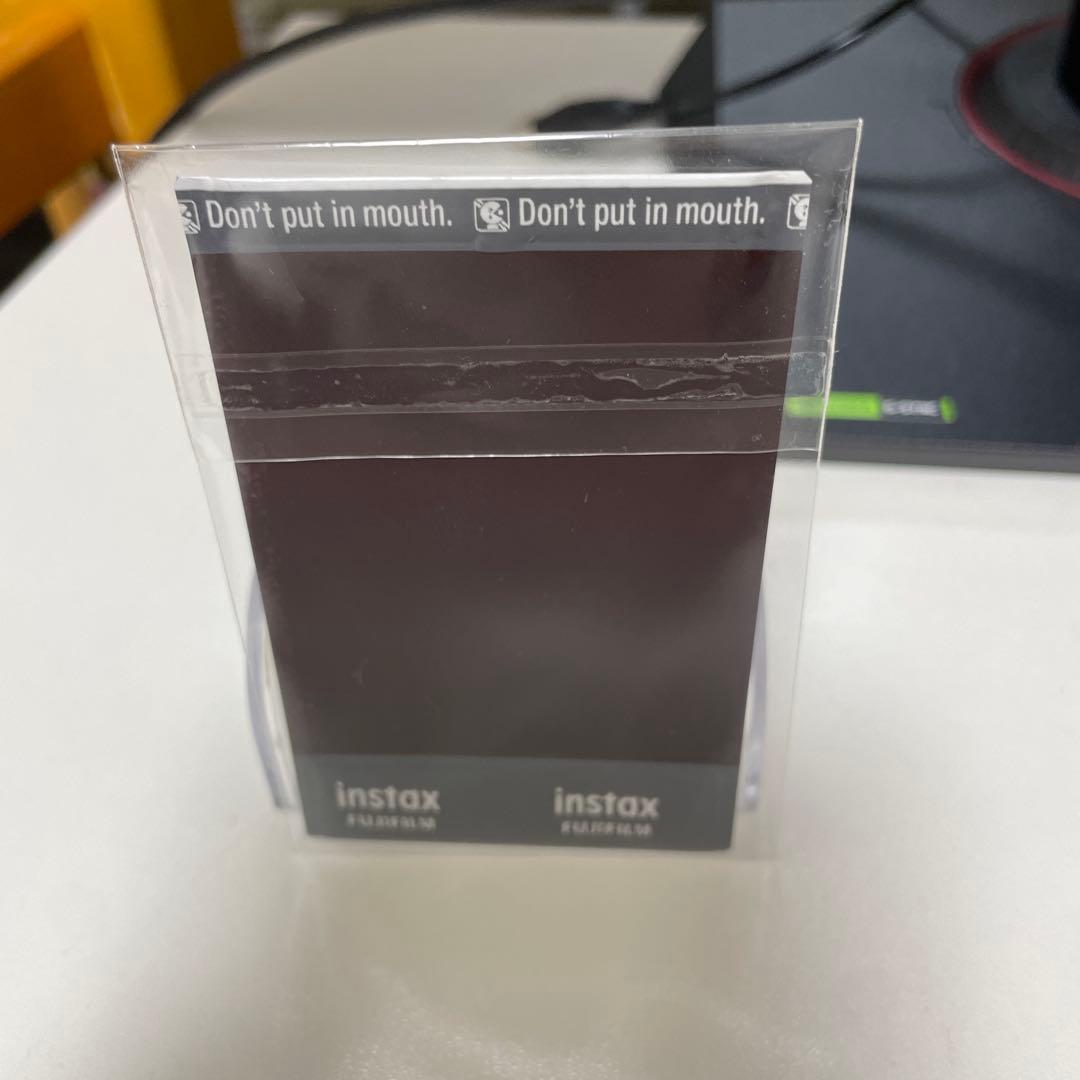 Don't put in mouth. Don't put in mouth.
instax instax
FUJIFILM FUJIFILM